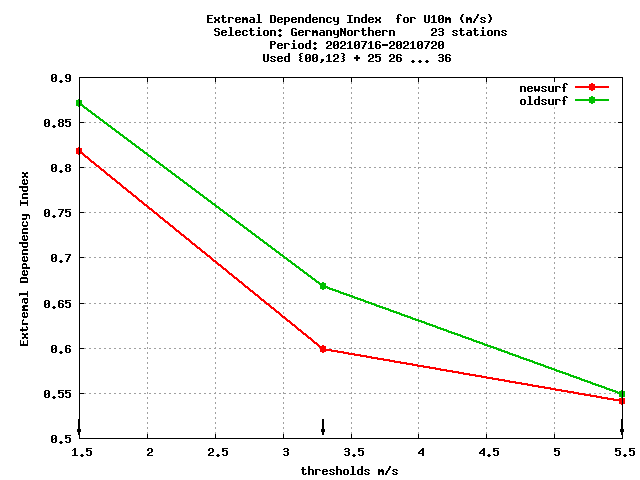 Extremal Dependency Index  for U10m (m/s)
Selection: GermanyNorthern     23 stations
Period: 20210716-20210720
Used {00,12} + 25 26 ... 36
newsurf
oldsurf
0.9
0.85
0.8
0.75
0.7
0.65
0.6
0.55
0.5
Extremal Dependency Index
1.5 2 2.5 3 3.5 4 4.5 5 5.5
thresholds m/s